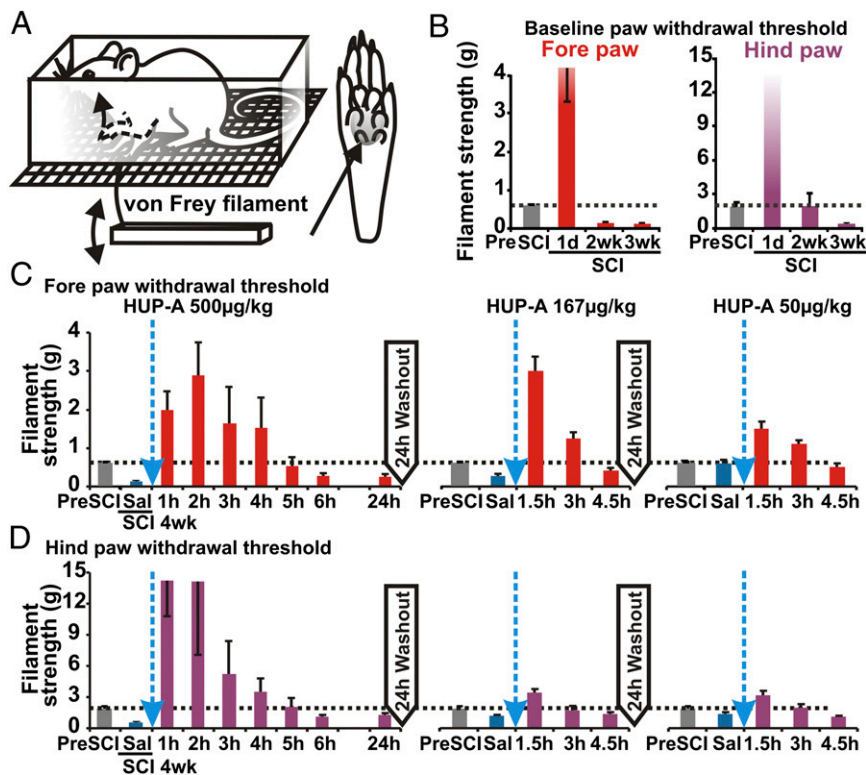 A
von Frey filament
B
Baseline paw withdrawal threshold
Fore paw
Hind paw
Filament strength (g)
4
3
2
1
0
PreSCI 1d 2wk 3wk
SCI
15
12
9
6
3
0
PreSCI 1d 2wk 3wk
SCI
C
Fore paw withdrawal threshold
HUP-A 500µg/kg
HUP-A 167µg/kg
HUP-A 50µg/kg
Filament
strength (g)
4
3
2
1
0
PreSCI Sal 1h 2h 3h 4h 5h 6h 24h
SCI 4wk
24h Washout
PreSCI Sal 1.5h 3h 4.5h
24h Washout
PreSCI Sal 1.5h 3h 4.5h
D
Hind paw withdrawal threshold
Filament
strength (g)
15
12
9
6
3
0
PreSCI Sal 1h 2h 3h 4h 5h 6h 24h
SCI 4wk
24h Washout
PreSCI Sal 1.5h 3h 4.5h
24h Washout
PreSCI Sal 1.5h 3h 4.5h